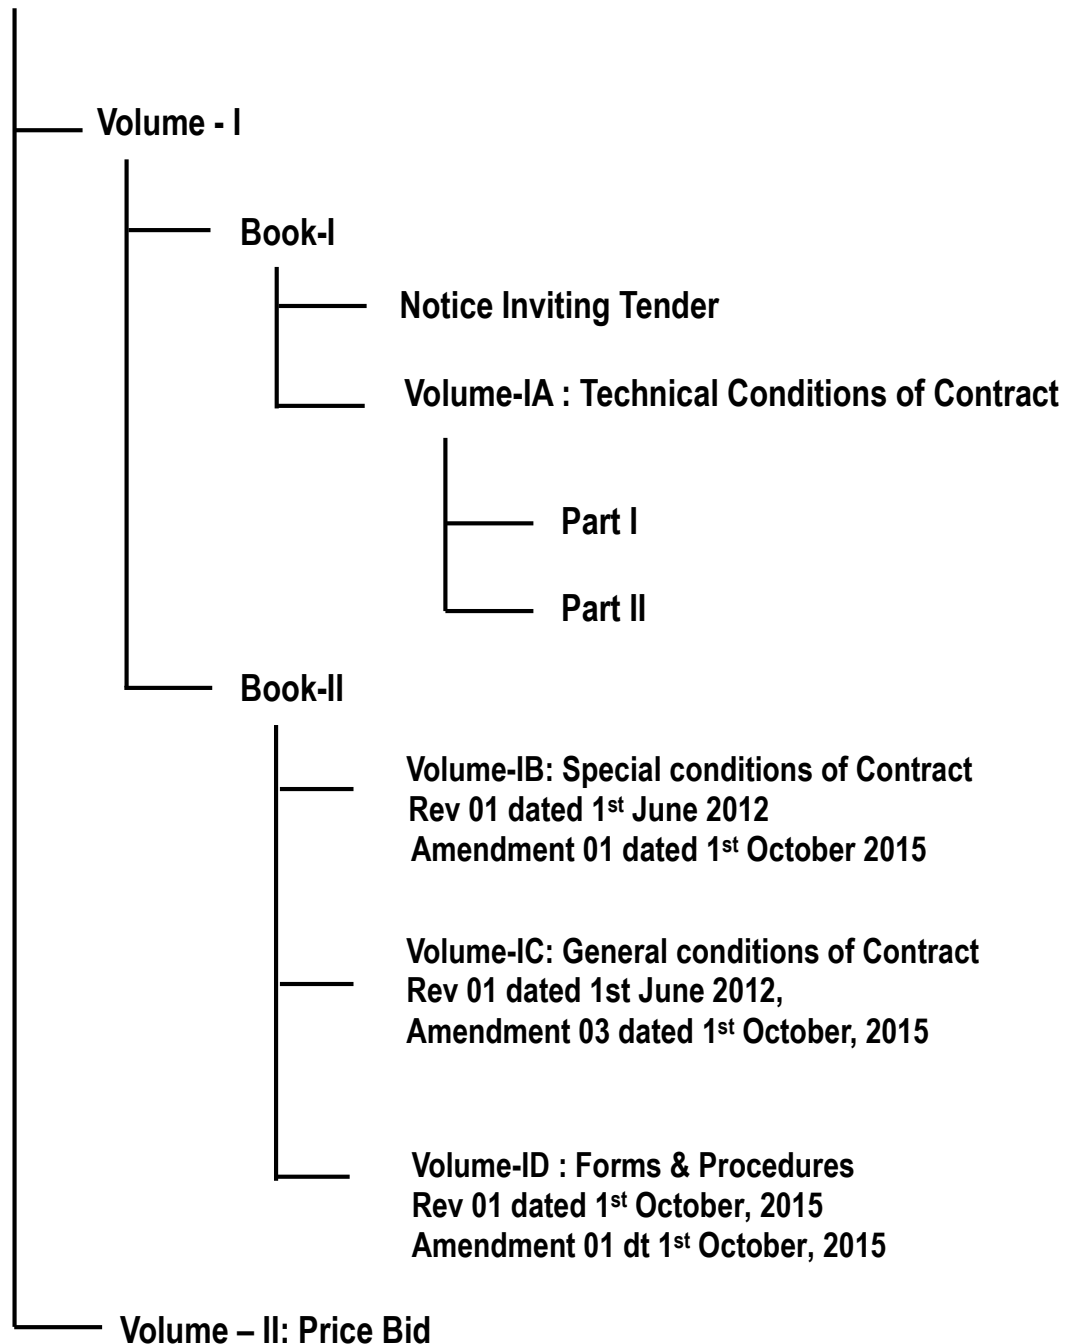 Volume - I
Book-I
Notice Inviting Tender
Volume-IA : Technical Conditions of Contract
Part I
Part II
Book-II
Volume-IB: Special conditions of Contract
Rev 01 dated 1st June 2012
Amendment 01 dated 1st October 2015
Volume-IC: General conditions of Contract
Rev 01 dated 1st June 2012,
Amendment 03 dated 1st October, 2015
Volume-ID : Forms & Procedures
Rev 01 dated 1st October, 2015
Amendment 01 dt 1st October, 2015
Volume – II: Price Bid